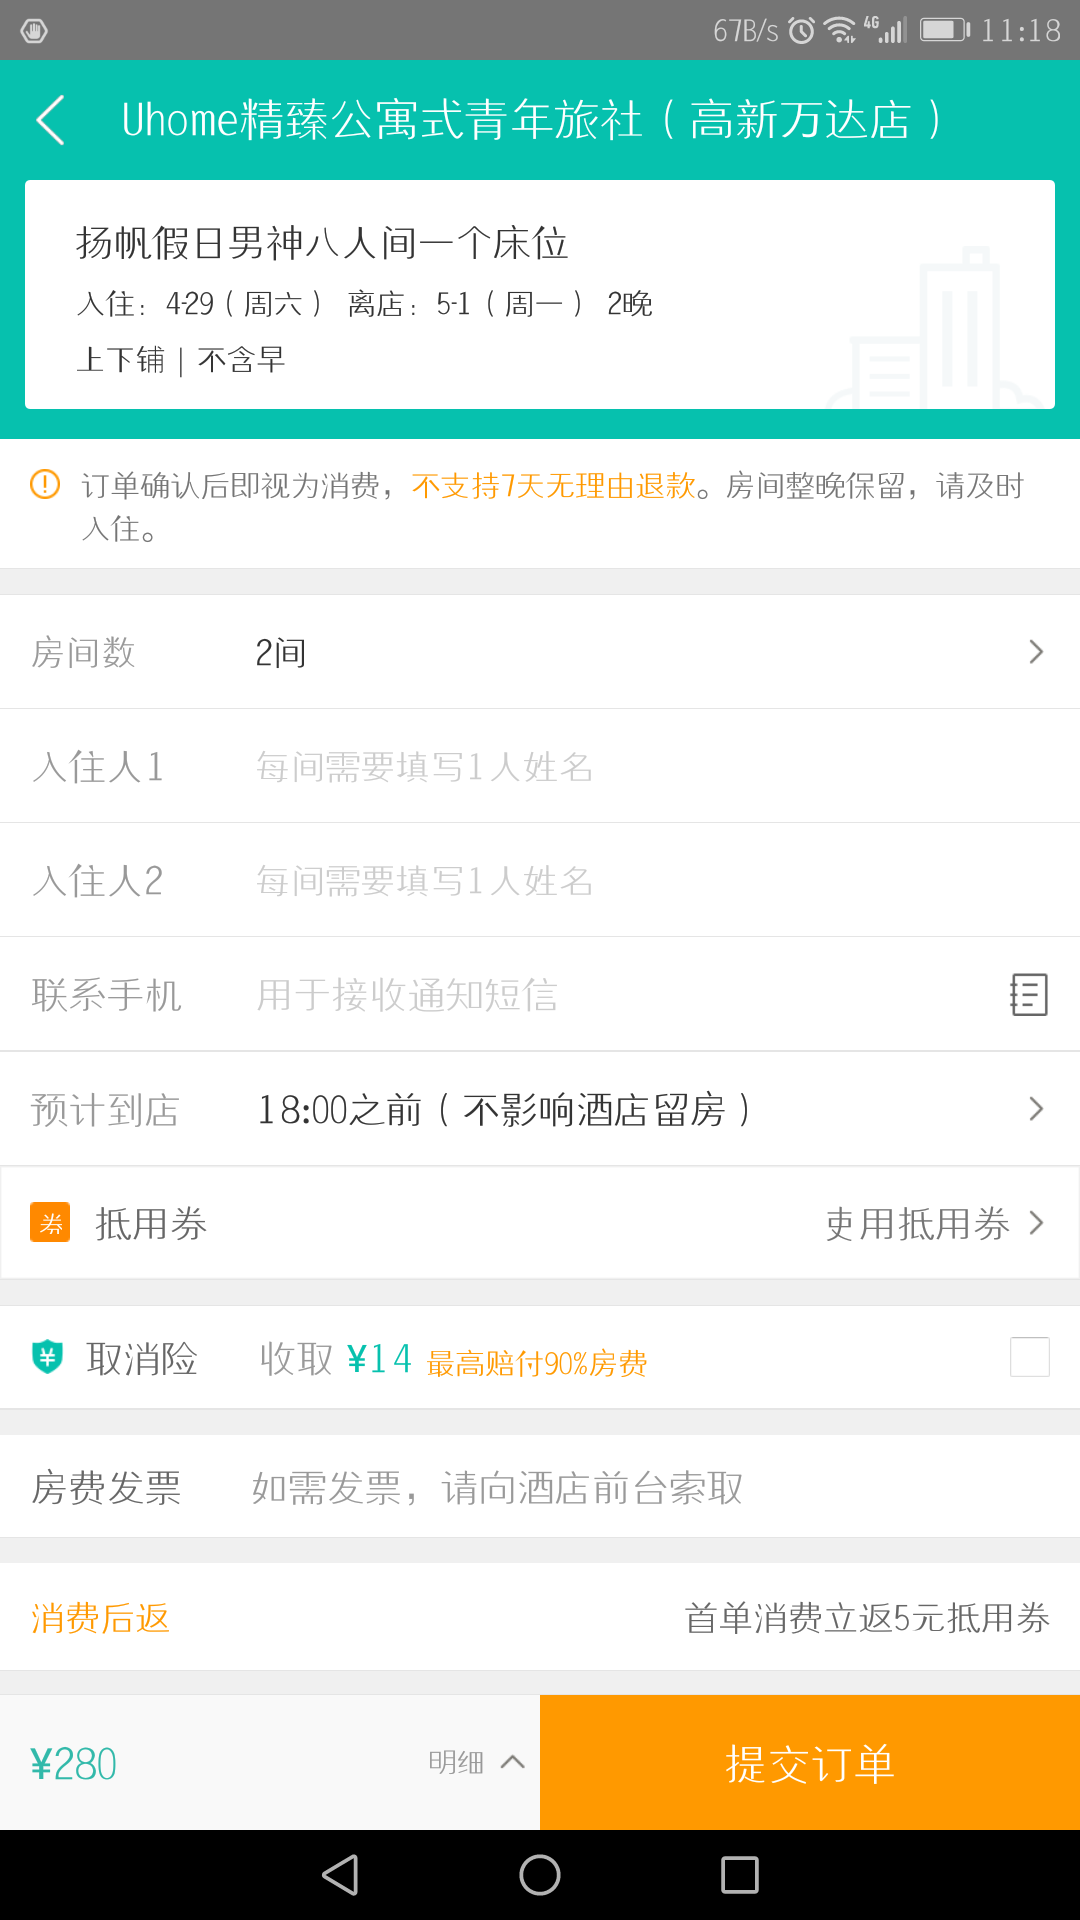 67B/s 4G 11:18
Uhome精臻公寓式青年旅社（高新万达店）
扬帆假日男神八人间一个床位
入住：4-29（周六） 离店：5-1（周一） 2晚
上下铺 | 不含早
订单确认后即视为消费，不支持7天无理由退款。房间整晚保留，请及时
入住。
房间数 2间
入住人1 每间需要填写1人姓名
入住人2 每间需要填写1人姓名
联系手机 用于接收通知短信
预计到店 18:00之前（不影响酒店留房）
券 抵用券 使用抵用券
¥ 取消险 收取 ¥14 最高赔付90%房费
房费发票 如需发票，请向酒店前台索取
消费后返 首单消费立返5元抵用券
¥280 明细 提交订单